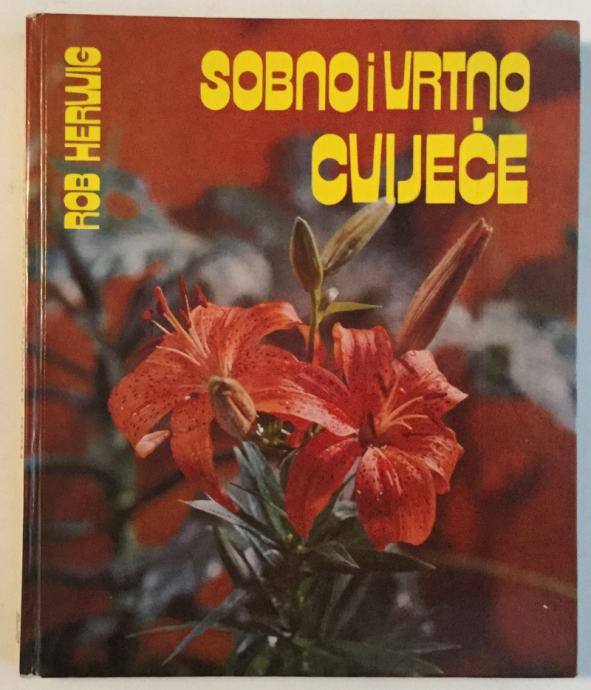 ROB HERWIG
SOBNO i VRTNO
CVIJEĆE